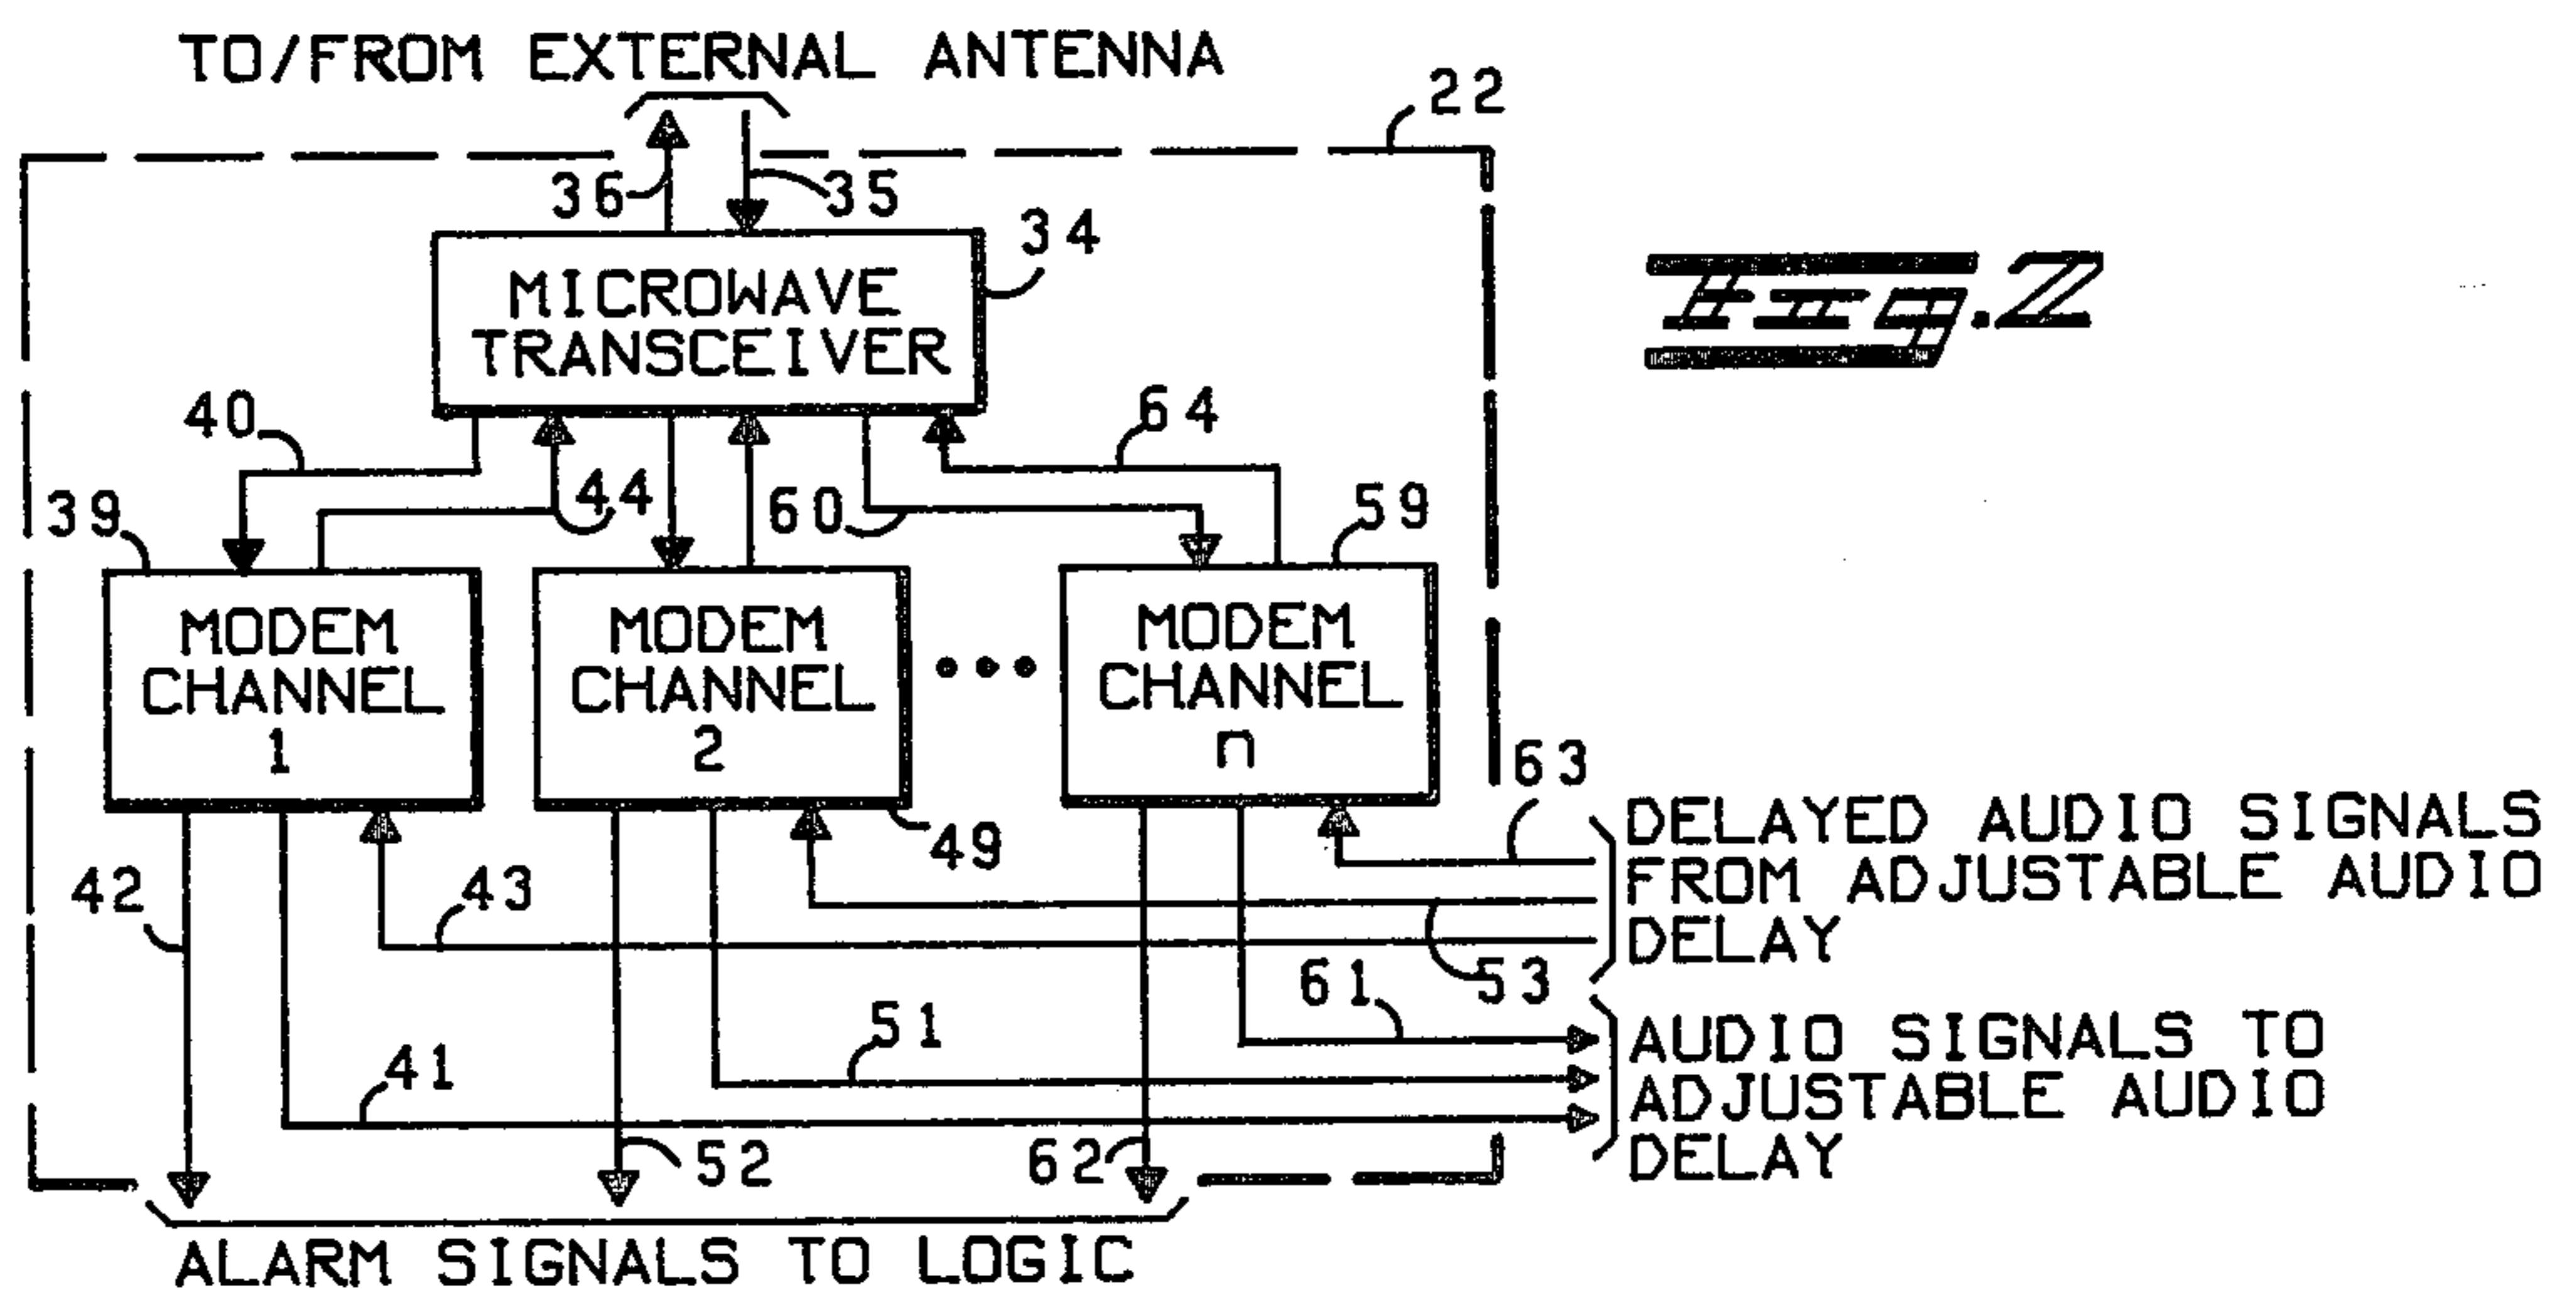 TO/FROM EXTERNAL ANTENNA
22
36
35
34
MICROWAVE
TRANSCEIVER
Fig. 2
40
64
44
60
39
59
MODEM
CHANNEL
1
MODEM
CHANNEL
2
•••
MODEM
CHANNEL
n
63
49
42
43
DELAYED AUDIO SIGNALS
FROM ADJUSTABLE AUDIO
DELAY
53
61
51
41
AUDIO SIGNALS TO
ADJUSTABLE AUDIO
DELAY
52
62
ALARM SIGNALS TO LOGIC